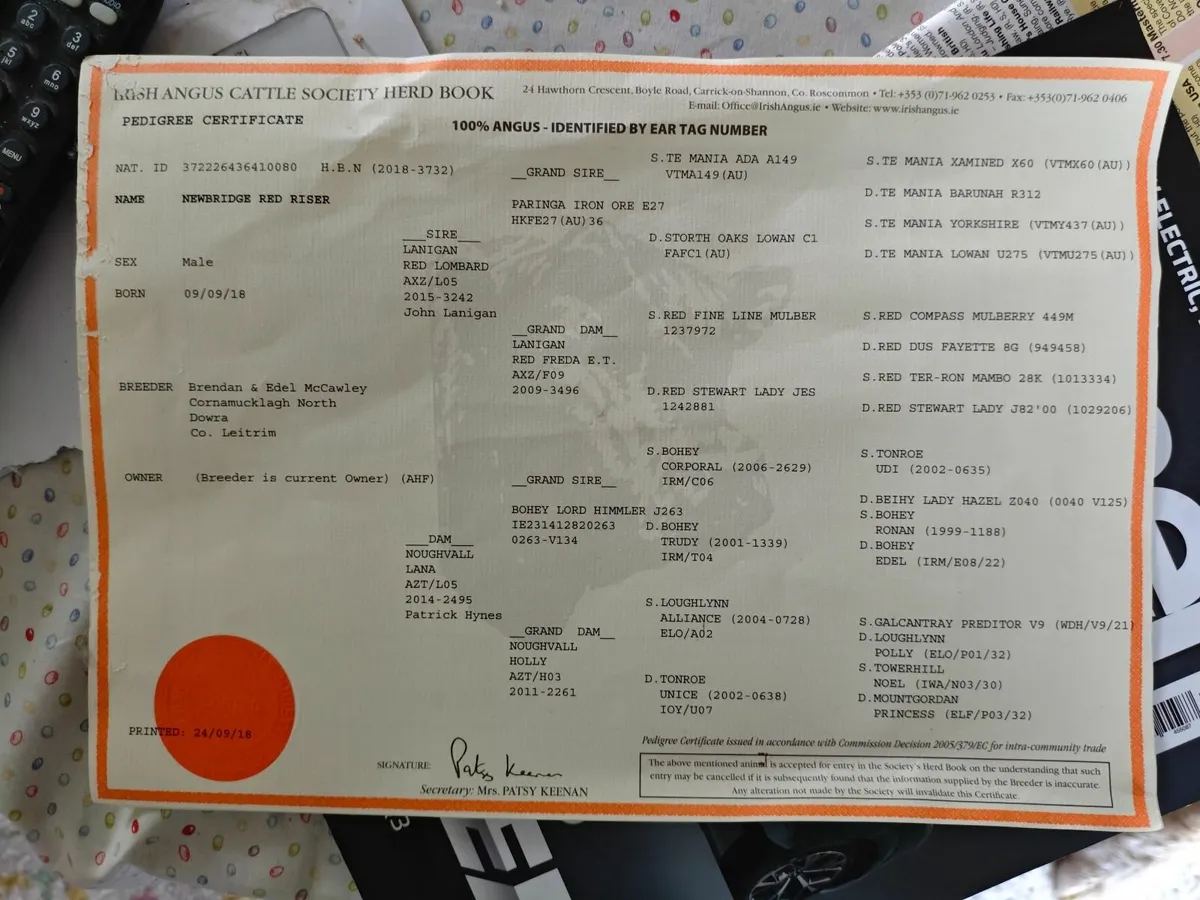 IRISH ANGUS CATTLE SOCIETY HERD BOOK
24 Hawthorn Crescent, Boyle Road, Carrick-on-Shannon, Co. Roscommon • Tel: +353 (0)71-962 0253 • Fax: +353(0)71-962 0406
E-mail: Office@IrishAngus.ie • Website: www.irishangus.ie
PEDIGREE CERTIFICATE
100% ANGUS - IDENTIFIED BY EAR TAG NUMBER
NAT. ID 372226436410080 H.B.N (2018-3732)
NAME NEWBRIDGE RED RISER
SEX Male
BORN 09/09/18
BREEDER Brendan & Edel McCawley
Cornamucklagh North
Dowra
Co. Leitrim
OWNER (Breeder is current Owner) (AHF)
PRINTED: 24/09/18
__SIRE__
LANIGAN
RED LOMBARD
AXZ/L05
2015-3242
John Lanigan
__DAM__
NOUGHVALL
LANA
AZT/L05
2014-2495
Patrick Hynes
__GRAND SIRE__
PARINGA IRON ORE E27
HKFE27(AU)36
__GRAND DAM__
LANIGAN
RED FREDA E.T.
AXZ/F09
2009-3496
__GRAND SIRE__
BOHEY LORD HIMMLER J263
IE231412820263
0263-V134
__GRAND DAM__
NOUGHVALL
HOLLY
AZT/H03
2011-2261
S.TE MANIA ADA A149
VTMA149(AU)
D.STORTH OAKS LOWAN C1
FAFC1(AU)
S.RED FINE LINE MULBER
1237972
D.RED STEWART LADY JES
1242881
S.BOHEY
CORPORAL (2006-2629)
IRM/C06
D.BOHEY
TRUDY (2001-1339)
IRM/T04
S.LOUGHLYNN
ALLIANCE (2004-0728)
ELO/A02
D.TONROE
UNICE (2002-0638)
IOY/U07
S.TE MANIA XAMINED X60 (VTMX60(AU))
D.TE MANIA BARUNAH R312
S.TE MANIA YORKSHIRE (VTMY437(AU))
D.TE MANIA LOWAN U275 (VTMU275(AU))
S.RED COMPASS MULBERRY 449M
D.RED DUS FAYETTE 8G (949458)
S.RED TER-RON MAMBO 28K (1013334)
D.RED STEWART LADY J82'00 (1029206)
S.TONROE
UDI (2002-0635)
D.BEIHY LADY HAZEL Z040 (0040 V125)
S.BOHEY
RONAN (1999-1188)
D.BOHEY
EDEL (IRM/E08/22)
S.GALCANTRAY PREDITOR V9 (WDH/V9/21)
D.LOUGHLYNN
POLLY (ELO/P01/32)
S.TOWERHILL
NOEL (IWA/N03/30)
D.MOUNTGORDAN
PRINCESS (ELF/P03/32)
SIGNATURE: Patsy Keenan
Secretary: Mrs. PATSY KEENAN
Pedigree Certificate issued in accordance with Commission Decision 2005/379/EC for intra-community trade
The above mentioned animal is accepted for entry in the Society's Herd Book on the understanding that such
entry may be cancelled if it is subsequently found that the information supplied by the Breeder is inaccurate.
Any alteration not made by the Society will invalidate this Certificate.
2 abc
3 def
5 jkl
6 mno
9 wxyz
MENU
USA
ELECTRIC,